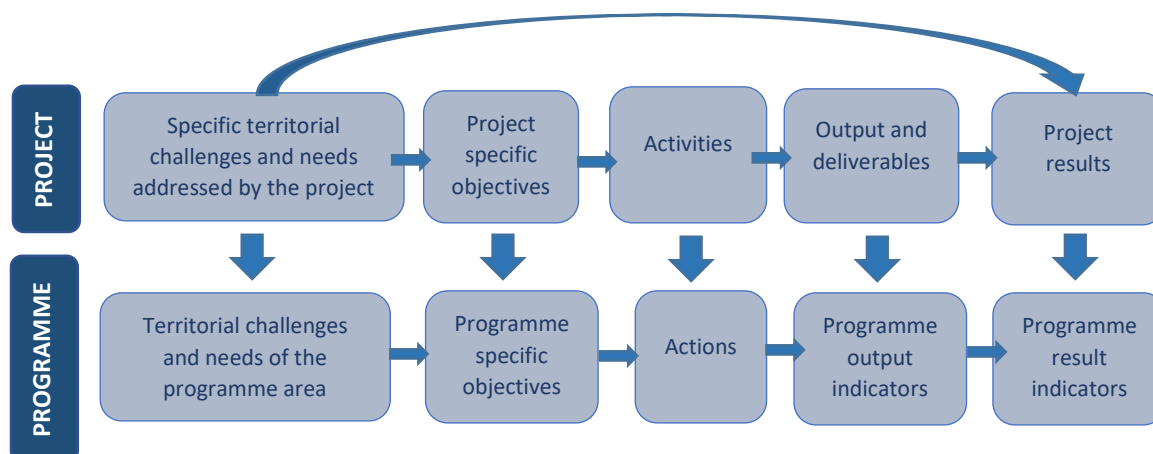 PROJECT
Specific territorial
challenges and needs
addressed by the project
Project
specific
objectives
Activities
Output and
deliverables
Project
results
PROGRAMME
Territorial challenges
and needs of the
programme area
Programme
specific
objectives
Actions
Programme
output
indicators
Programme
result
indicators